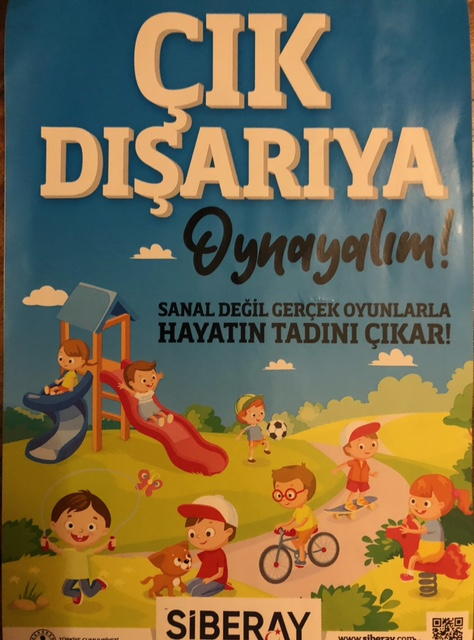 ÇIK
DIŞARIYA
Oynayalım!
SANAL DEĞİL GERÇEK OYUNLARLA
HAYATIN TADINI ÇIKAR!
SİBERAY
www.siberay.com